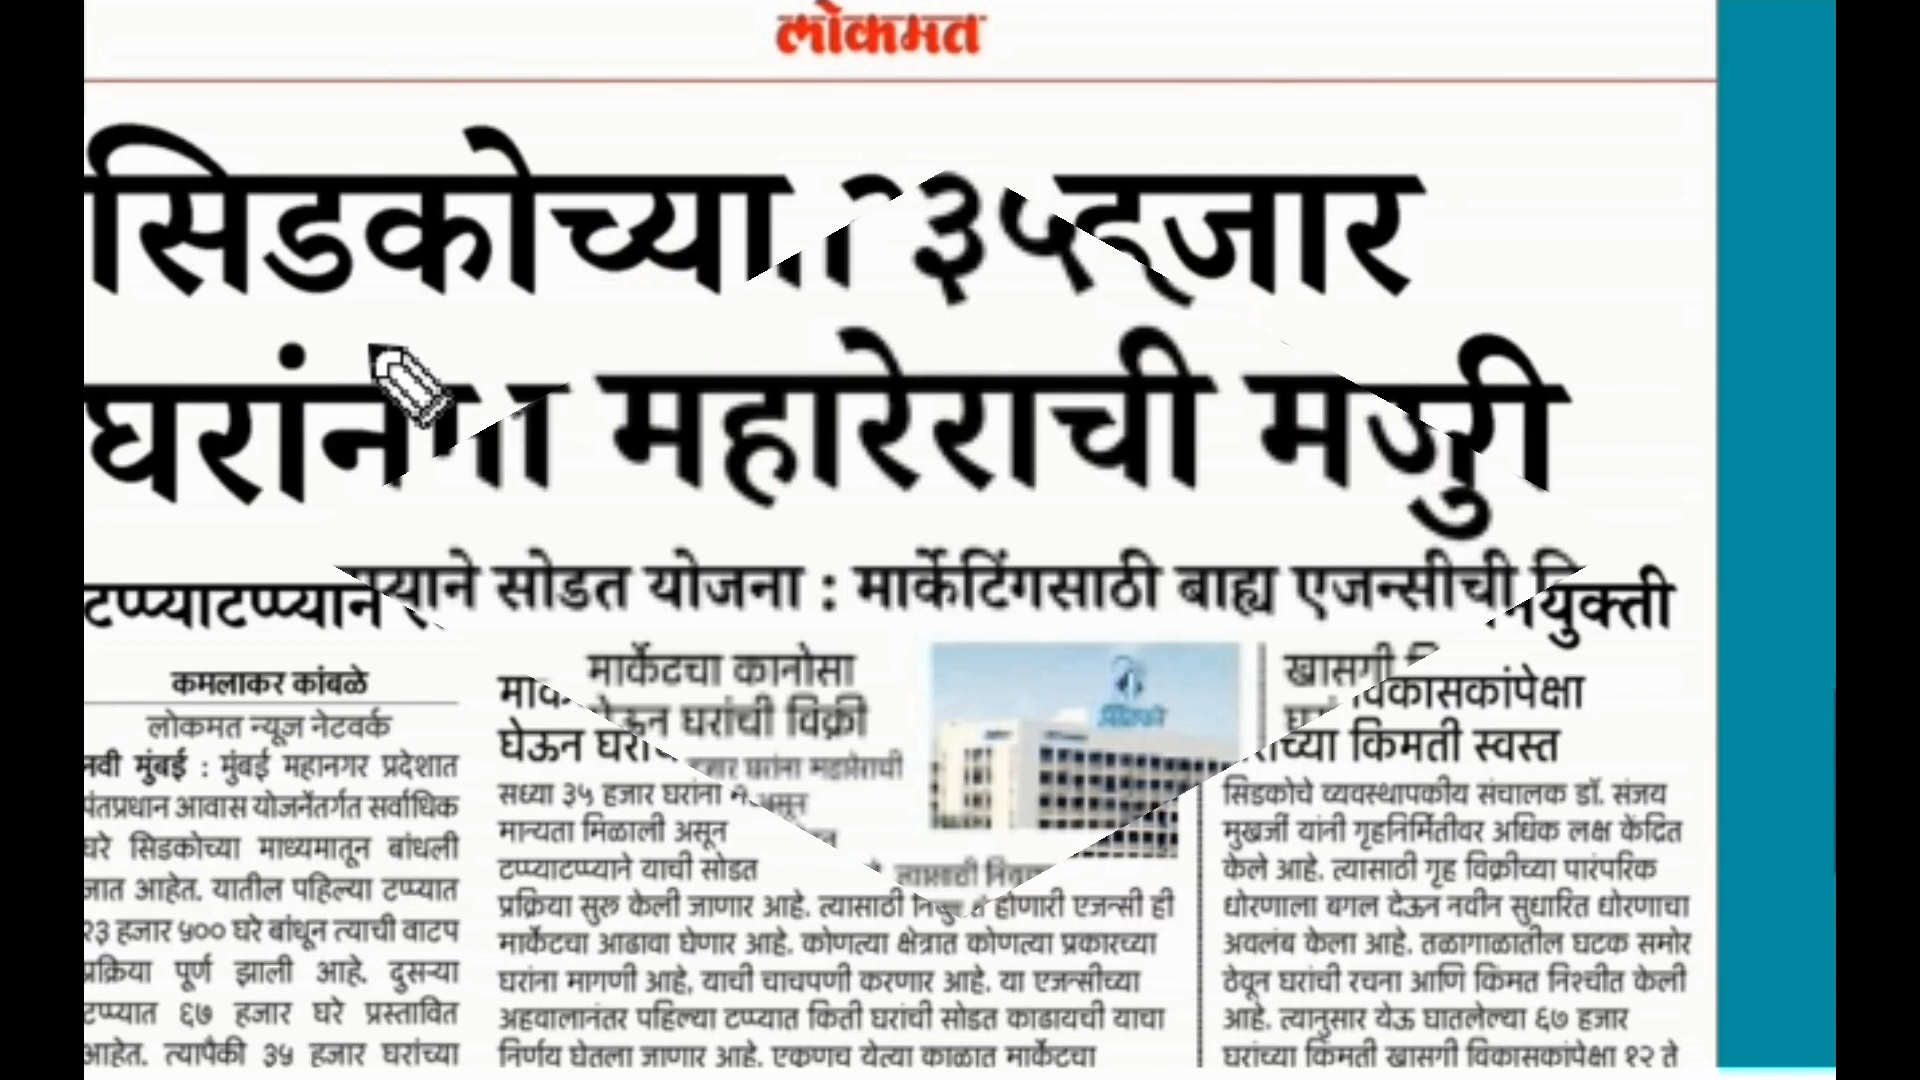 लोकमत
सिडकोच्या ३५ हजार
घरांना महारेराची मंजुरी
टप्प्याटप्प्याने सोडत योजना : मार्केटिंगसाठी बाह्य एजन्सीची नियुक्ती
कमलाकर कांबळे
लोकमत न्यूज नेटवर्क
नवी मुंबई : मुंबई महानगर प्रदेशात
पंतप्रधान आवास योजनेंतर्गत सर्वाधिक
घरे सिडकोच्या माध्यमातून बांधली
जात आहेत. यातील पहिल्या टप्प्यात
२३ हजार ५०० घरे बांधून त्याची वाटप
प्रक्रिया पूर्ण झाली आहे. दुसऱ्या
टप्प्यात ६७ हजार घरे प्रस्तावित
आहेत. त्यापैकी ३५ हजार घरांच्या
मार्केटचा कानोसा
घेऊन घरांची विक्री
सध्या ३५ हजार घरांना
मान्यता मिळाली असून
टप्प्याटप्प्याने याची सोडत
प्रक्रिया सुरु केली जाणार आहे. त्यासाठी नियुक्त होणारी एजन्सी ही
मार्केटचा आढावा घेणार आहे. कोणत्या क्षेत्रात कोणत्या प्रकारच्या
घरांना मागणी आहे, याची चाचपणी करणार आहे. या एजन्सीच्या
अहवालानंतर पहिल्या टप्प्यात किती घरांची सोडत काढायची याचा
निर्णय घेतला जाणार आहे. एकूणच येत्या काळात मार्केटचा
खासगी विकासकांपेक्षा
घरांच्या किमती स्वस्त
सिडकोचे व्यवस्थापकीय संचालक डॉ. संजय
मुखर्जी यांनी गृहनिर्मितीवर अधिक लक्ष केंद्रित
केले आहे. त्यासाठी गृह विक्रीच्या पारंपरिक
धोरणाला बगल देऊन नवीन सुधारित धोरणाचा
अवलंब केला आहे. तळागाळातील घटक समोर
ठेवून घरांची रचना आणि किंमत निश्चीत केली
आहे. त्यानुसार येऊ घातलेल्या ६७ हजार
घरांच्या किंमती खासगी विकासकांपेक्षा १२ ते